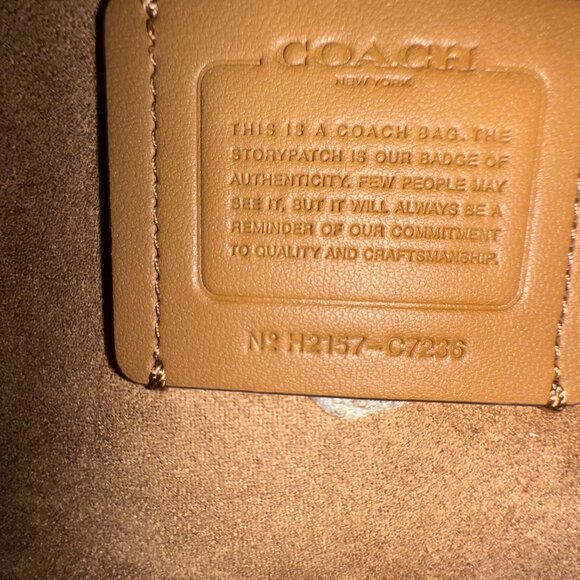 COACH
NEW YORK
THIS IS A COACH BAG. THE
STORYPATCH IS OUR BADGE OF
AUTHENTICITY. FEW PEOPLE MAY
SEE IT, BUT IT WILL ALWAYS BE A
REMINDER OF OUR COMMITMENT
TO QUALITY AND CRAFTSMANSHIP.
Nº H2157-C7236